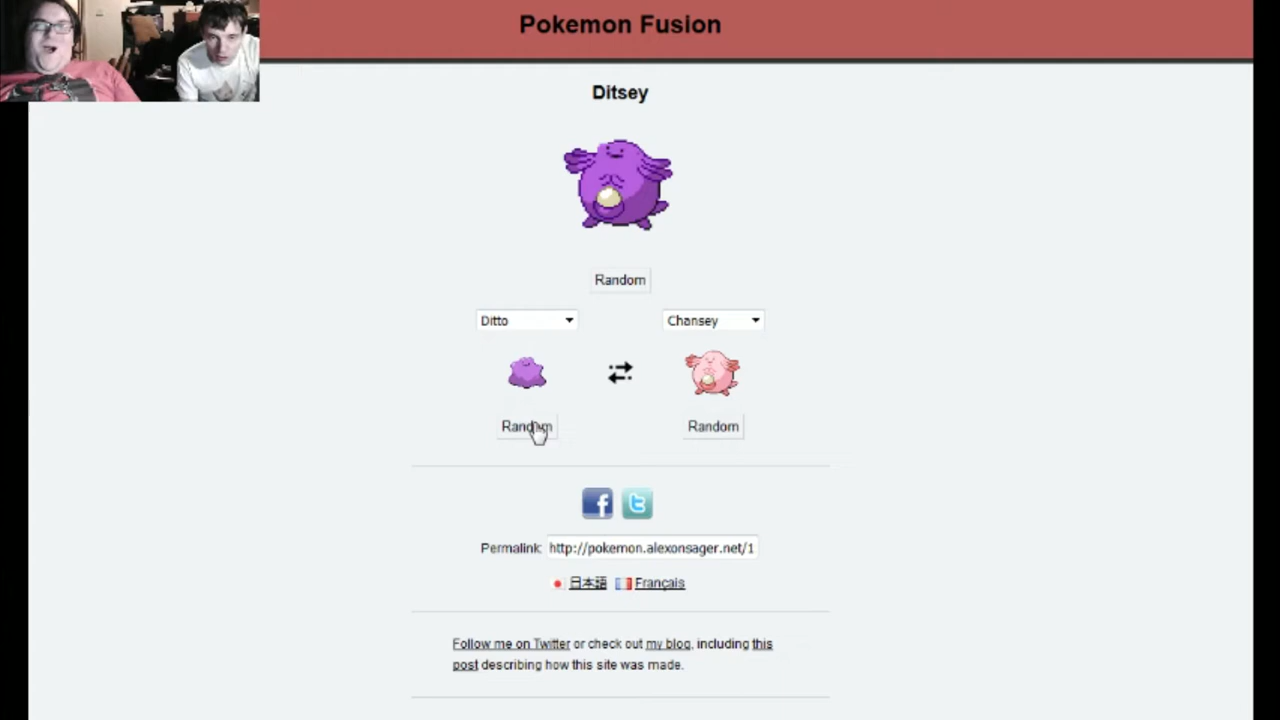 Pokemon Fusion
Ditsey
Random
Ditto Chansey
Random Random
f t
Permalink: http://pokemon.alexonsager.net/1
日本語 Français
Follow me on Twitter or check out my blog, including this
post describing how this site was made.